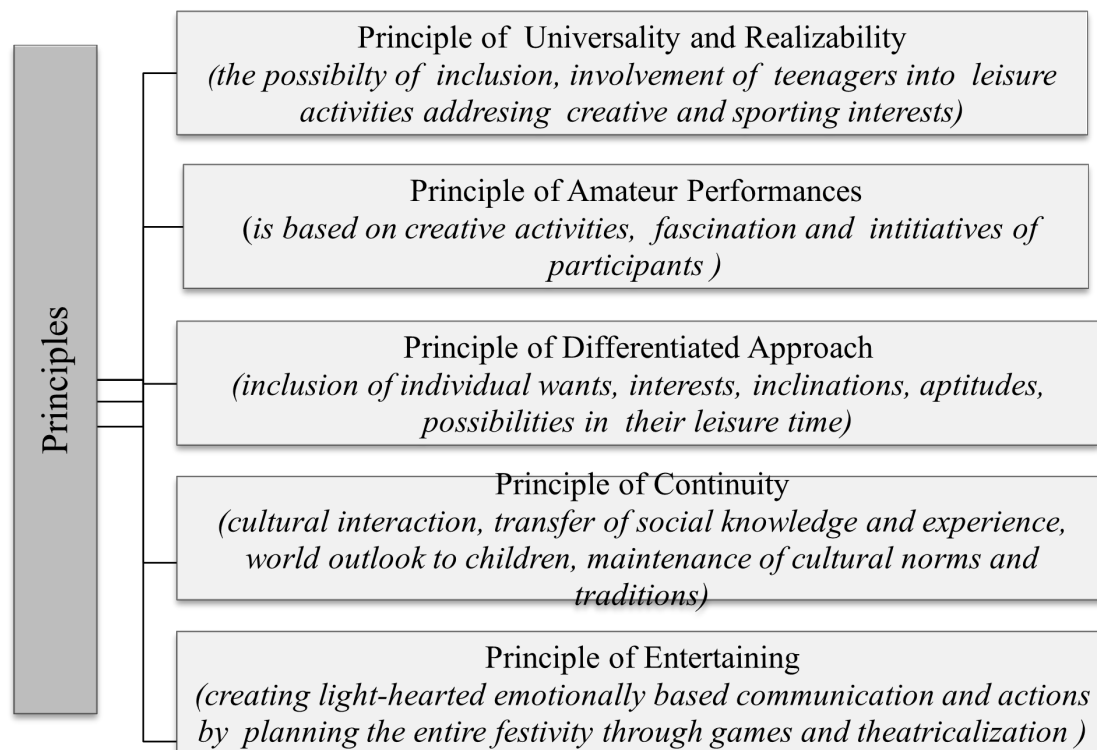 Principles
Principle of Universality and Realizability
(the possibilty of inclusion, involvement of teenagers into leisure
activities addresing creative and sporting interests)
Principle of Amateur Performances
(is based on creative activities, fascination and intitiatives of
participants )
Principle of Differentiated Approach
(inclusion of individual wants, interests, inclinations, aptitudes,
possibilities in their leisure time)
Principle of Continuity
(cultural interaction, transfer of social knowledge and experience,
world outlook to children, maintenance of cultural norms and
traditions)
Principle of Entertaining
(creating light-hearted emotionally based communication and actions
by planning the entire festivity through games and theatricalization )